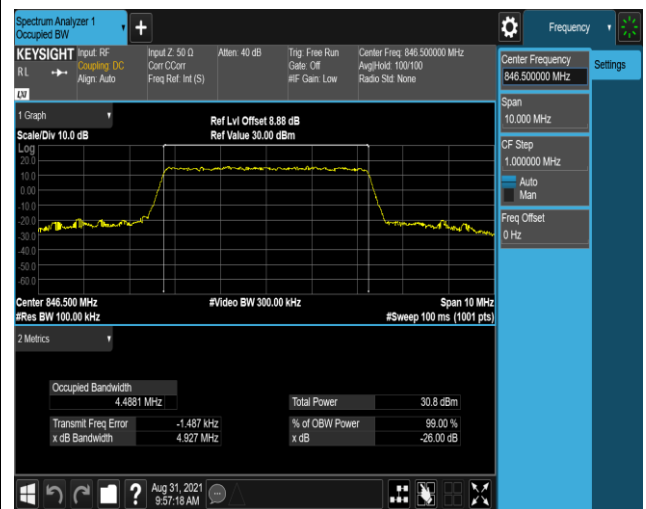 Spectrum Analyzer 1
Occupied BW
+
Frequency
KEYSIGHT
R L
LXI
Input: RF
Coupling: DC
Align: Auto
Input Z: 50 Ω
Corr CCorr
Freq Ref: Int (S)
Atten: 40 dB
Trig: Free Run
Gate: Off
#IF Gain: Low
Center Freq: 846.500000 MHz
Avg|Hold: 100/100
Radio Std: None
Center Frequency
846.500000 MHz
Settings
Span
10.000 MHz
CF Step
1.000000 MHz
Auto
Man
Freq Offset
0 Hz
1 Graph
Scale/Div 10.0 dB
Ref Lvl Offset 8.88 dB
Ref Value 30.00 dBm
Log
20.0
10.0
0.00
-10.0
-20.0
-30.0
-40.0
-50.0
-60.0
Center 846.500 MHz
#Video BW 300.00 kHz
Span 10 MHz
#Res BW 100.00 kHz
#Sweep 100 ms (1001 pts)
2 Metrics
Occupied Bandwidth
4.4881 MHz
Total Power 30.8 dBm
Transmit Freq Error -1.487 kHz
% of OBW Power 99.00 %
x dB Bandwidth 4.927 MHz
x dB -26.00 dB
?
Aug 31, 2021
9:57:18 AM